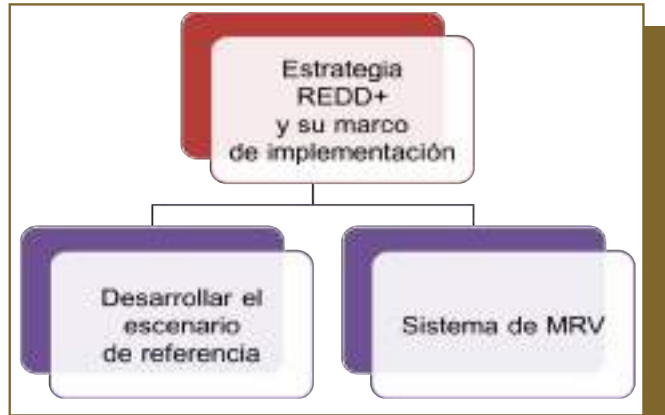 Estrategia
REDD+
y su marco
de implementación
Desarrollar el
escenario
de referencia
Sistema de MRV